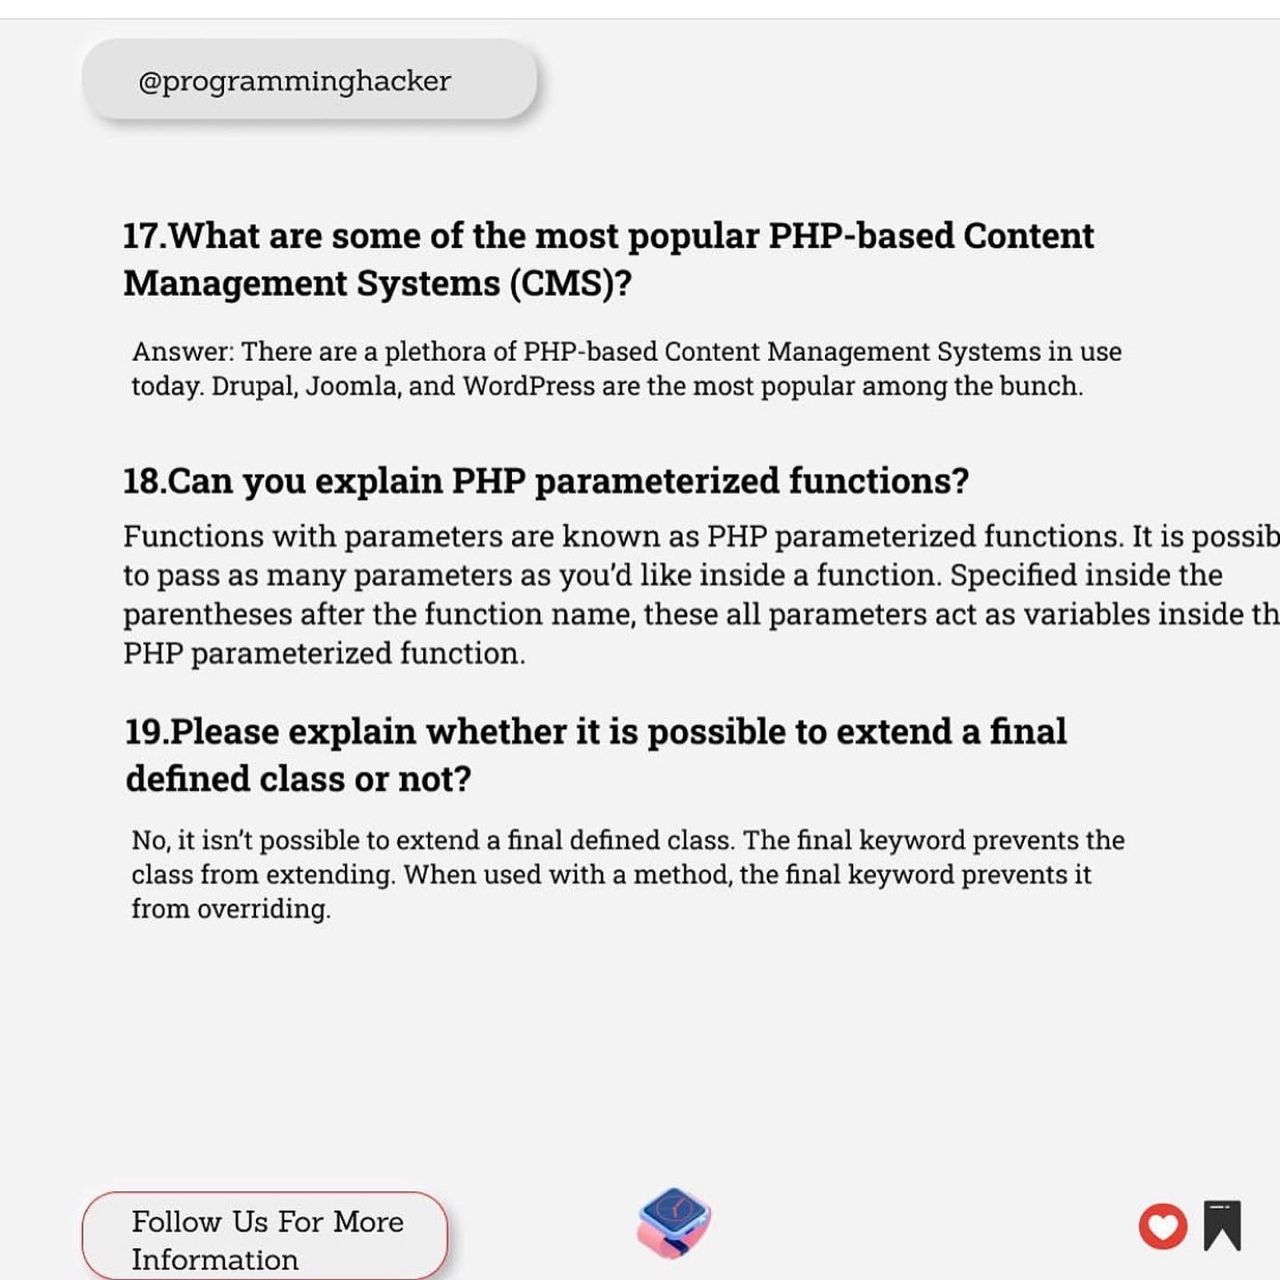 @programminghacker
17.What are some of the most popular PHP-based Content
Management Systems (CMS)?
Answer: There are a plethora of PHP-based Content Management Systems in use
today. Drupal, Joomla, and WordPress are the most popular among the bunch.
18.Can you explain PHP parameterized functions?
Functions with parameters are known as PHP parameterized functions. It is possib
to pass as many parameters as you'd like inside a function. Specified inside the
parentheses after the function name, these all parameters act as variables inside th
PHP parameterized function.
19.Please explain whether it is possible to extend a final
defined class or not?
No, it isn't possible to extend a final defined class. The final keyword prevents the
class from extending. When used with a method, the final keyword prevents it
from overriding.
Follow Us For More
Information